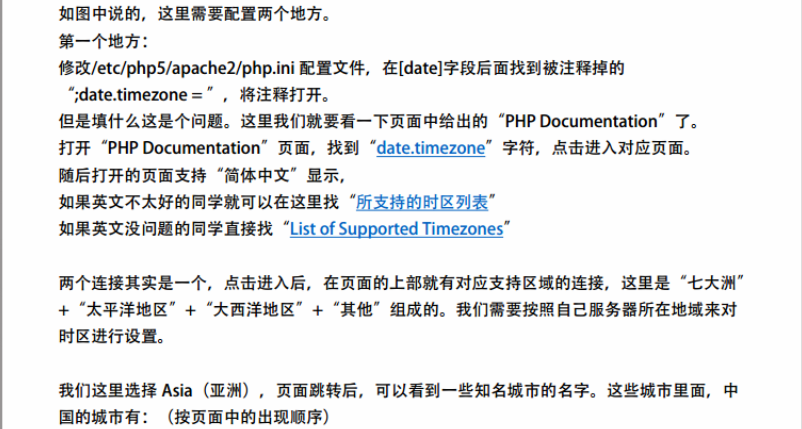 如图中说的，这里需要配置两个地方。
第一个地方：
修改/etc/php5/apache2/php.ini 配置文件，在[date]字段后面找到被注释掉的
“;date.timezone = ”，将注释打开。
但是填什么这是个问题。这里我们就要看一下页面中给出的“PHP Documentation”了。
打开“PHP Documentation”页面，找到“date.timezone”字符，点击进入对应页面。
随后打开的页面支持“简体中文”显示，
如果英文不太好的同学就可以在这里找“所支持的时区列表”
如果英文没问题的同学直接找“List of Supported Timezones”
两个连接其实是一个，点击进入后，在页面的上部就有对应支持区域的连接，这里是“七大洲”
+“太平洋地区”+“大西洋地区”+“其他”组成的。我们需要按照自己服务器所在地域来对
时区进行设置。
我们这里选择 Asia（亚洲），页面跳转后，可以看到一些知名城市的名字。这些城市里面，中
国的城市有：（按页面中的出现顺序）